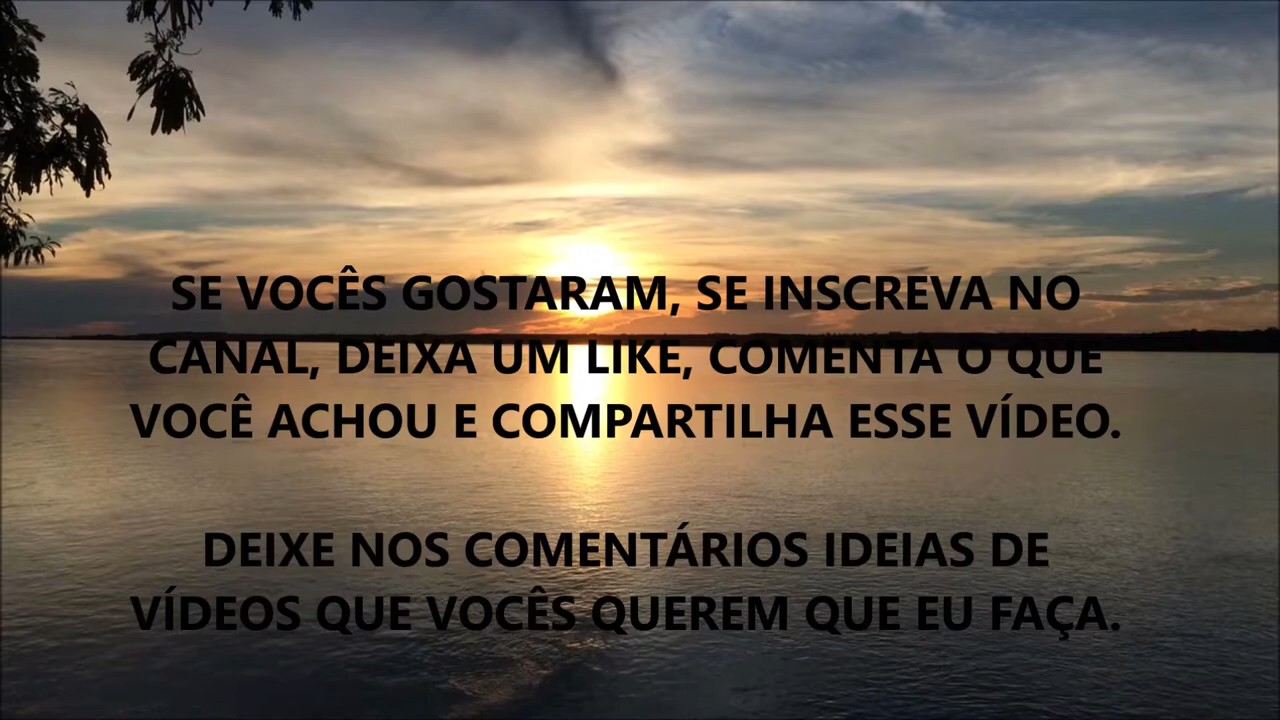 SE VOCÊS GOSTARAM, SE INSCREVA NO
CANAL, DEIXA UM LIKE, COMENTA O QUE
VOCÊ ACHOU E COMPARTILHA ESSE VÍDEO.
DEIXE NOS COMENTÁRIOS IDEIAS DE
VÍDEOS QUE VOCÊS QUEREM QUE EU FAÇA.